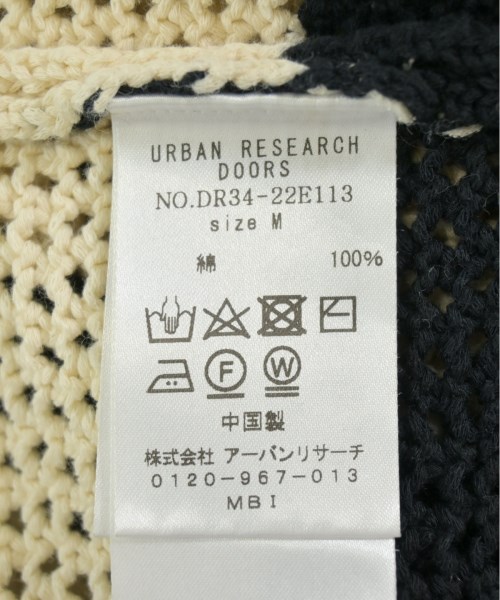 URBAN RESEARCH
DOORS
NO.DR34-22E113
size M
綿 100%
F W
中国製
株式会社 アーバンリサーチ
0120-967-013
MBI